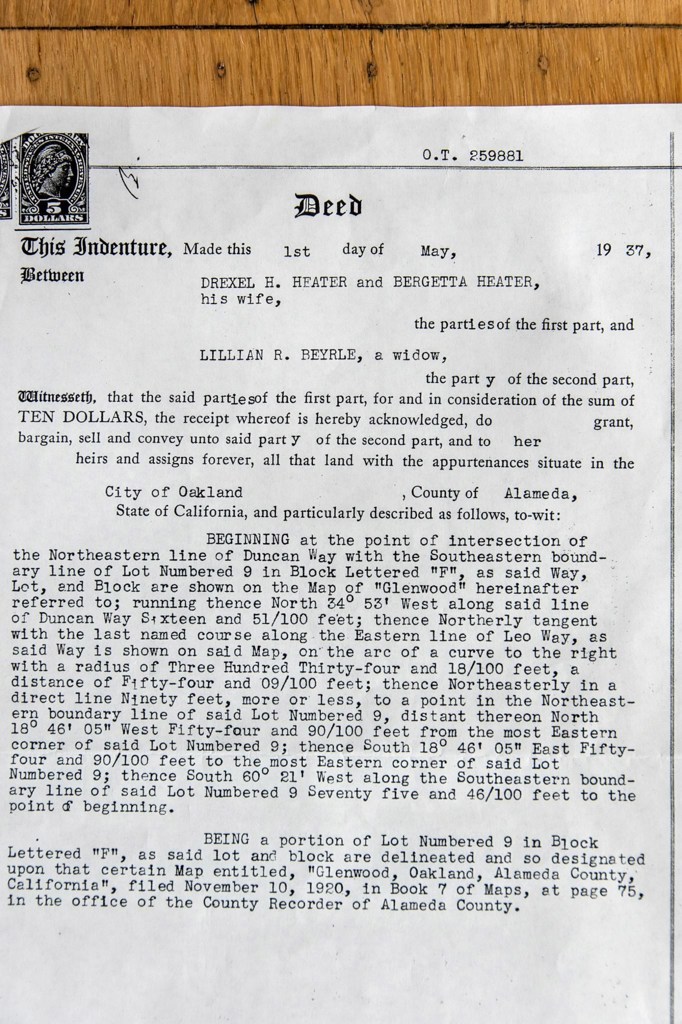 O.T. 259881
5
DOLLARS
Deed
This Indenture, Made this 1st day of May, 19 37,
Between
DREXEL H. HEATER and BERGETTA HEATER,
his wife,
the parties of the first part, and
LILLIAN R. BEYRLE, a widow,
the part y of the second part,
Witnesseth, that the said parties of the first part, for and in consideration of the sum of
TEN DOLLARS, the receipt whereof is hereby acknowledged, do grant,
bargain, sell and convey unto said part y of the second part, and to her
heirs and assigns forever, all that land with the appurtenances situate in the
City of Oakland , County of Alameda,
State of California, and particularly described as follows, to-wit:
BEGINNING at the point of intersection of
the Northeastern line of Duncan Way with the Southeastern bound-
ary line of Lot Numbered 9 in Block Lettered "F", as said Way,
Lot, and Block are shown on the Map of "Glenwood" hereinafter
referred to; running thence North 34° 53' West along said line
of Duncan Way Sixteen and 51/100 feet; thence Northerly tangent
with the last named course along the Eastern line of Leo Way, as
said Way is shown on said Map, on the arc of a curve to the right
with a radius of Three Hundred Thirty-four and 18/100 feet, a
distance of Fifty-four and 09/100 feet; thence Northeasterly in a
direct line Ninety feet, more or less, to a point in the Northeast-
ern boundary line of said Lot Numbered 9, distant thereon North
18° 46' 05" West Fifty-four and 90/100 feet from the most Eastern
corner of said Lot Numbered 9; thence South 18° 46' 05" East Fifty-
four and 90/100 feet to the most Eastern corner of said Lot
Numbered 9; thence South 60° 21' West along the Southeastern bound-
ary line of said Lot Numbered 9 Seventy five and 46/100 feet to the
point of beginning.
BEING a portion of Lot Numbered 9 in Block
Lettered "F", as said lot and block are delineated and so designated
upon that certain Map entitled, "Glenwood, Oakland, Alameda County,
California", filed November 10, 1920, in Book 7 of Maps, at page 75,
in the office of the County Recorder of Alameda County.